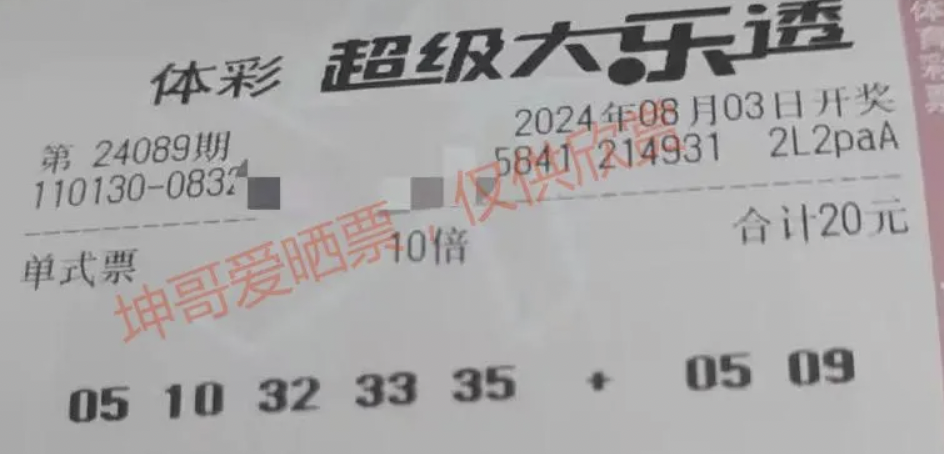 体彩 超级大乐透
第 24089期 2024年08月03日开奖
110130-0832 5841 214931 2L2paA
单式票 10倍 合计20元
坤哥爱晒票,仅供欣赏
05 10 32 33 35 + 05 09
体育彩票